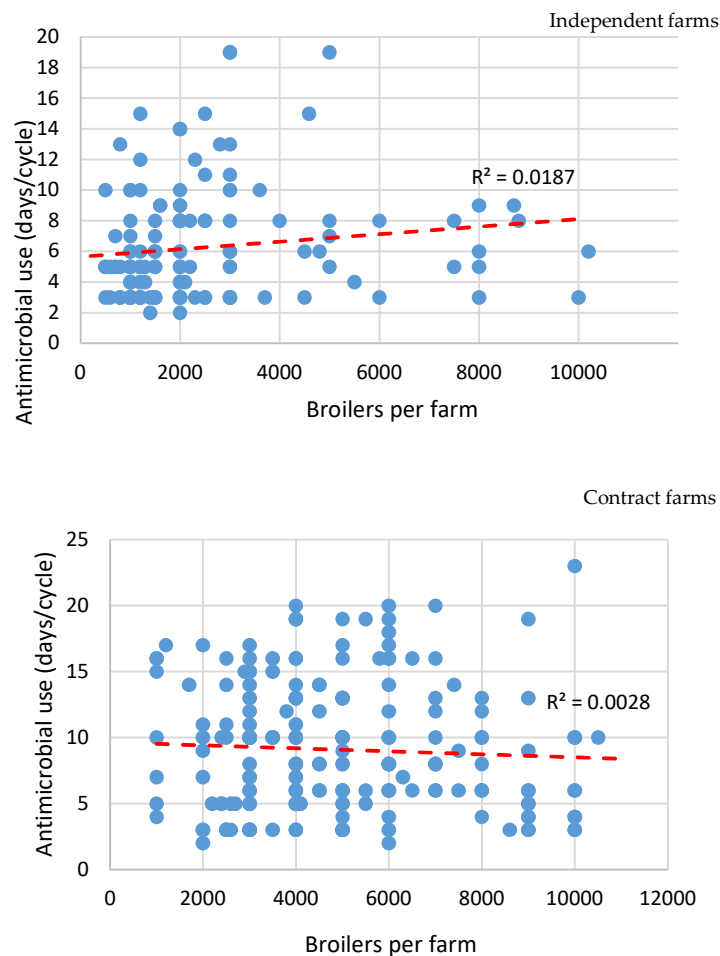 Independent farms
20
18
16
14
12
10
8
6
4
2
0
Antimicrobial use (days/cycle)
R² = 0.0187
0 2000 4000 6000 8000 10000
Broilers per farm
Contract farms
25
20
15
10
5
0
Antimicrobial use (days/cycle)
R² = 0.0028
0 2000 4000 6000 8000 10000 12000
Broilers per farm